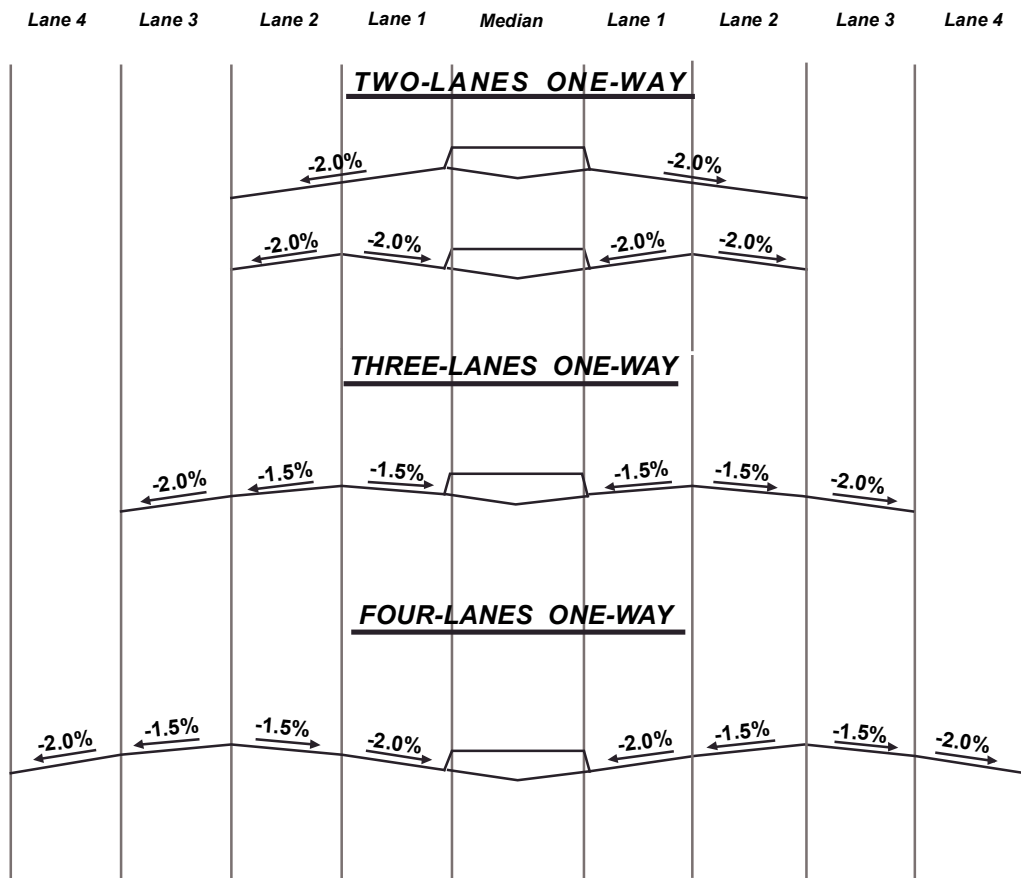 Lane 4 Lane 3 Lane 2 Lane 1 Median Lane 1 Lane 2 Lane 3 Lane 4
TWO-LANES ONE-WAY
-2.0% -2.0%
-2.0% -2.0% -2.0% -2.0%
THREE-LANES ONE-WAY
-2.0% -1.5% -1.5% -1.5% -1.5% -2.0%
FOUR-LANES ONE-WAY
-2.0% -1.5% -1.5% -2.0% -2.0% -1.5% -1.5% -2.0%